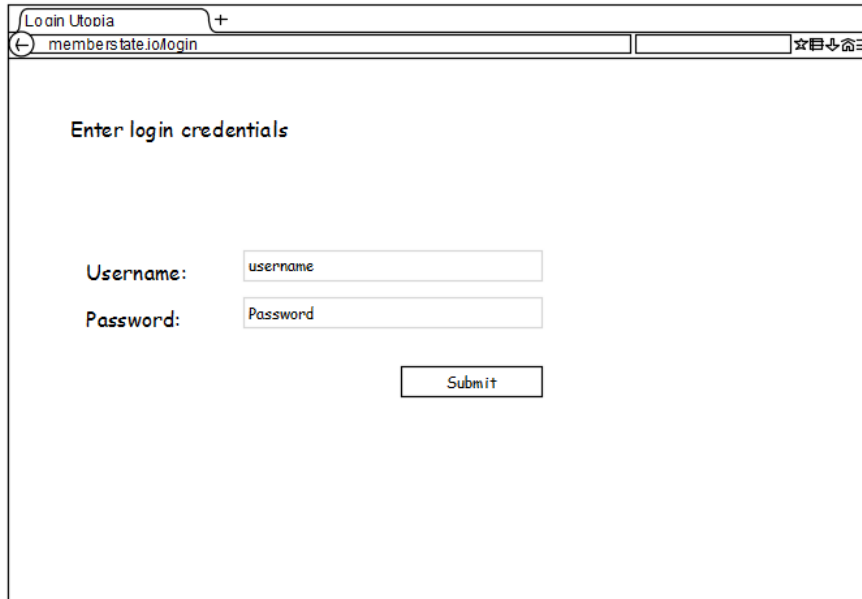 Login Utopia
memberstate.io/login
Enter login credentials
Username: username
Password: Password
Submit